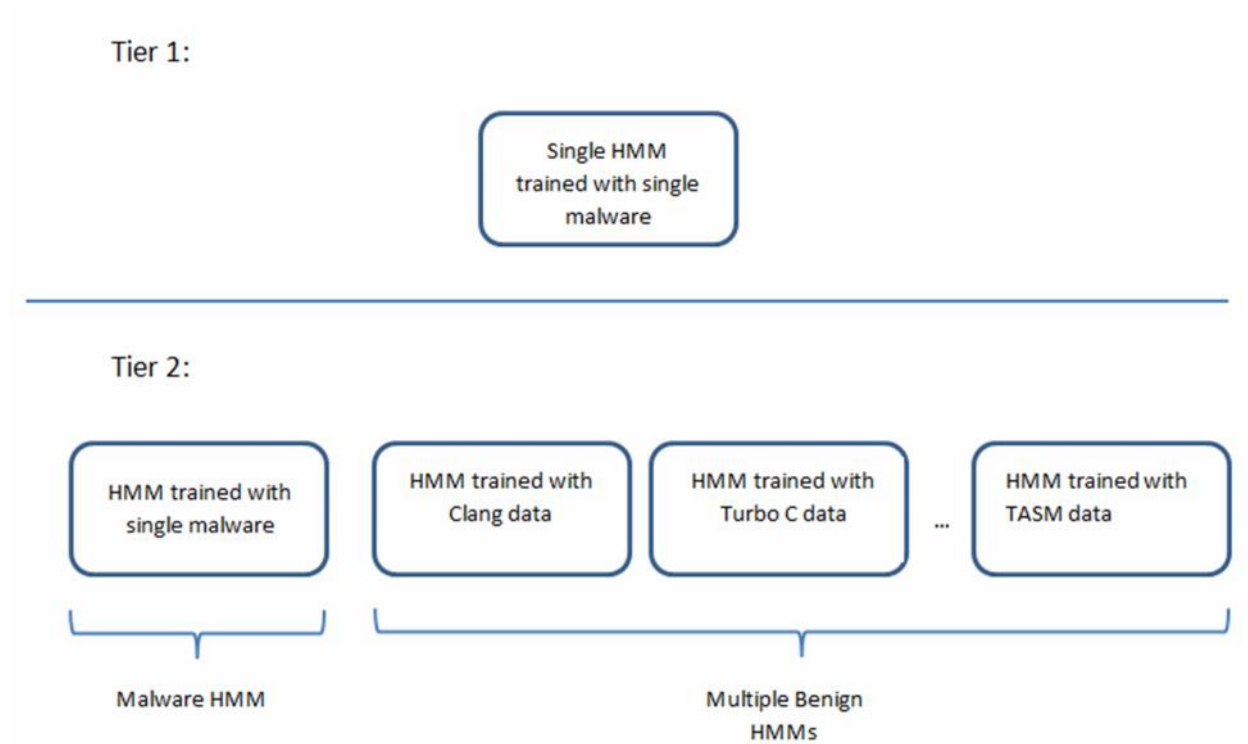 Tier 1:
Single HMM
trained with single
malware
Tier 2:
HMM trained with
single malware
HMM trained with
Clang data
HMM trained with
Turbo C data
...
HMM trained with
TASM data
Malware HMM
Multiple Benign
HMMs